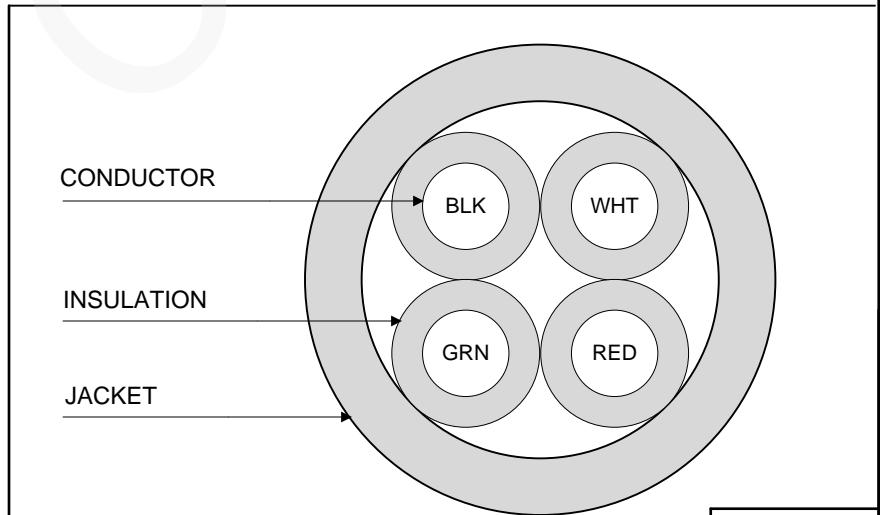 CONDUCTOR
BLK WHT
INSULATION
GRN RED
JACKET